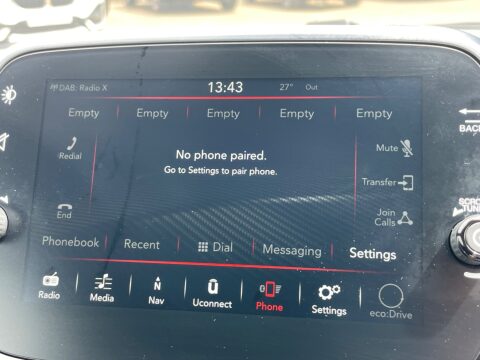 DAB: Radio X 13:43 27° Out
Empty Empty Empty Empty Empty
Redial
No phone paired.
Go to Settings to pair phone.
Mute
Transfer
End
Join
Calls
Phonebook Recent Dial Messaging Settings
N
Radio Media Nav Uconnect Phone Settings eco:Drive
BACK